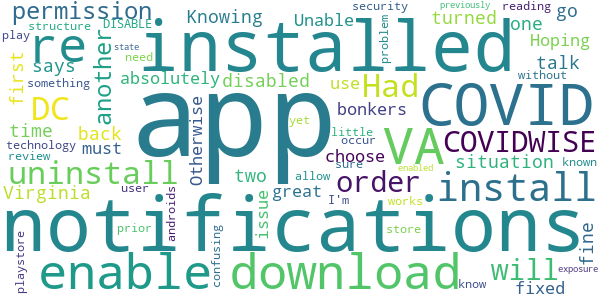 permission
re
installed
another
DISABLE
Knowing
Unable
security
previously
reading
one
go
Hoping
play
structure
says
turned
problem
talk
something
state
need
absolutely
disabled
without
first
DC
app
use
Had
COVID
time
back
Otherwise
bonkers
little
yet
VA
COVIDWISE
technology
must
occur
review
choose
sure
situation
known
uninstall
two
order
install
Virginia
user
androids
issue
great
allow
I'm
works
enabled
notifications
prior
store
fine
playstore
enable
confusing
download
will
know
exposure
fixed